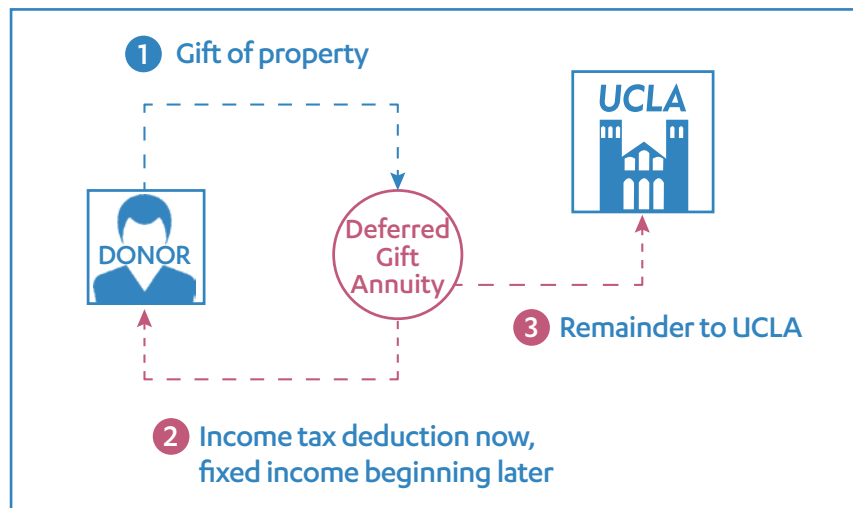 1 Gift of property
UCLA
DONOR
Deferred
Gift
Annuity
3 Remainder to UCLA
2 Income tax deduction now,
fixed income beginning later